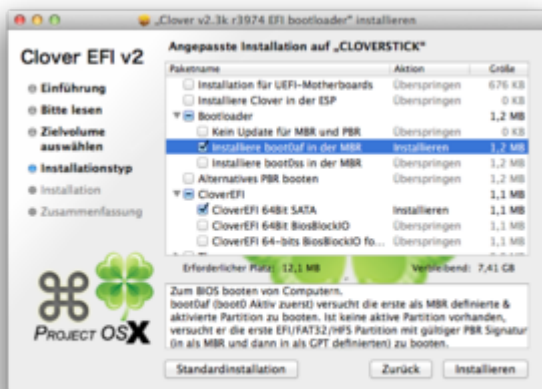 „Clover v2.3k r3974 EFI bootloader" installieren
Clover EFI v2
Angepasste Installation auf „CLOVERSTICK"
Einführung
Bitte lesen
Zielvolume auswählen
Installationstyp
Installation
Zusammenfassung
Paketname Aktion Größe
Installation für UEFI-Motherboards Überspringen 676 KB
Installiere Clover in der ESP Überspringen 0 KB
Bootloader 1,2 MB
Kein Update für MBR und PBR Überspringen 0 KB
Installiere boot0af in der MBR Installieren 1,2 MB
Installiere boot0ss in der MBR Überspringen 1,2 MB
Alternatives PBR booten Überspringen 1,2 MB
CloverEFI 1,1 MB
CloverEFI 64Bit SATA Installieren 1,1 MB
CloverEFI 64Bit BiosBlockIO Überspringen 1,1 MB
CloverEFI 64-bits BiosBlockIO fo... Überspringen 1,1 MB
Erforderlicher Platz: 12,1 MB Verbleibend: 7,41 GB
Zum BIOS booten von Computern.
boot0af (boot0 Aktiv zuerst) versucht die erste als MBR definierte &
aktivierte Partition zu booten. Ist keine aktive Partition vorhanden,
versucht er die erste EFI/FAT32/HFS Partition mit gültiger PBR Signatur
(in als MBR und dann in als GPT definierten) zu booten.
PROJECT OSX
Standardinstallation Zurück Installieren